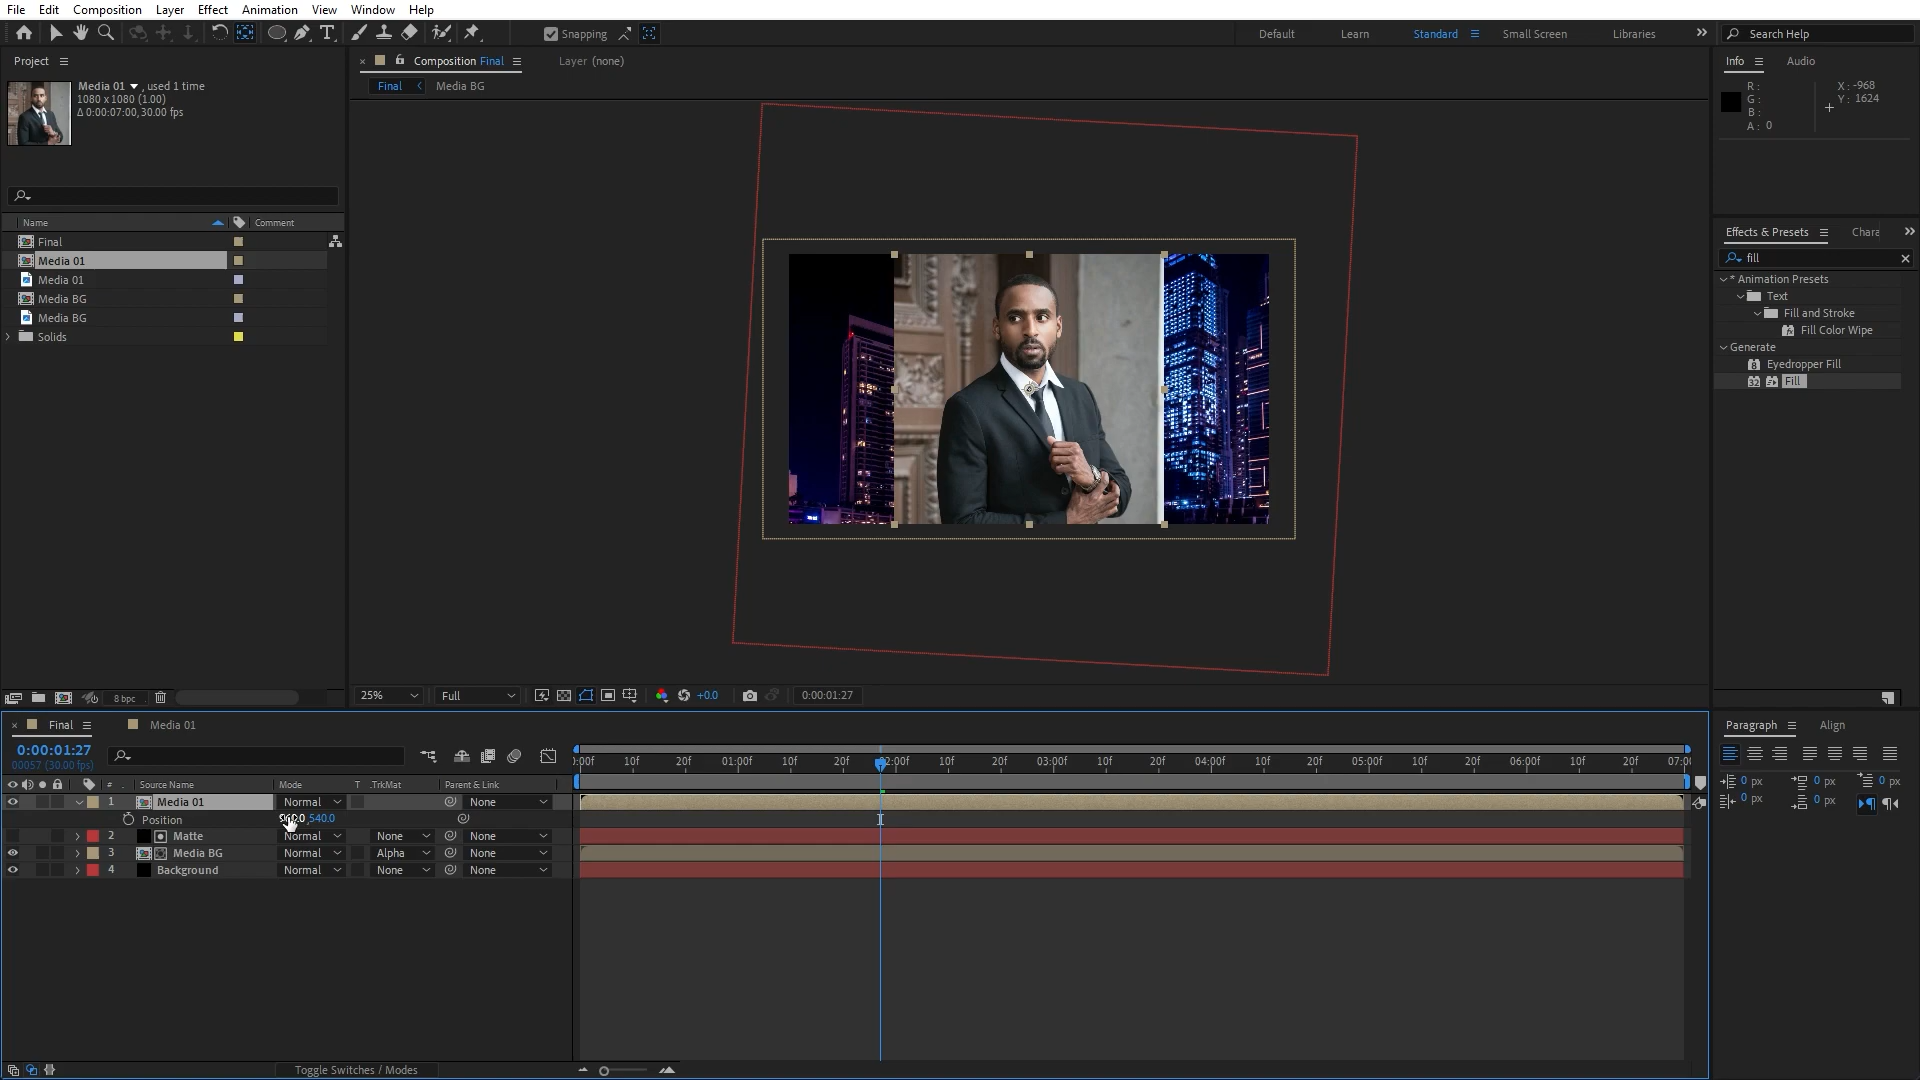 File Edit Composition Layer Effect Animation View Window Help
Snapping Default Learn Standard Small Screen Libraries Search Help
Project
Composition Final Layer (none)
Info Audio
Media 01 , used 1 time
1080 x 1080 (1.00)
Δ 0:00:07:00, 30.00 fps
Final Media BG
R :
G :
B :
A : 0
X : -968
Y : 1624
Name Comment
Final
Media 01
Media 01
Media BG
Media BG
Solids
Effects & Presets Chara
fill
* Animation Presets
Text
Fill and Stroke
Fill Color Wipe
Generate
Eyedropper Fill
32 Fill
8 bpc
25% Full +0.0 0:00:01:27
Final Media 01
Paragraph Align
0:00:01:27
00057 (30.00 fps)
0 px 0 px 0 px
0 px 0 px
):00f 10f 20f 01:00f 10f 20f 02:00f 10f 20f 03:00f 10f 20f 04:00f 10f 20f 05:00f 10f 20f 06:00f 10f 20f 07:0
# Source Name Mode T .TrkMat Parent & Link
1 Media 01 Normal None
Position 540.0
2 Matte Normal None None
3 Media BG Normal Alpha None
4 Background Normal None None
Toggle Switches / Modes